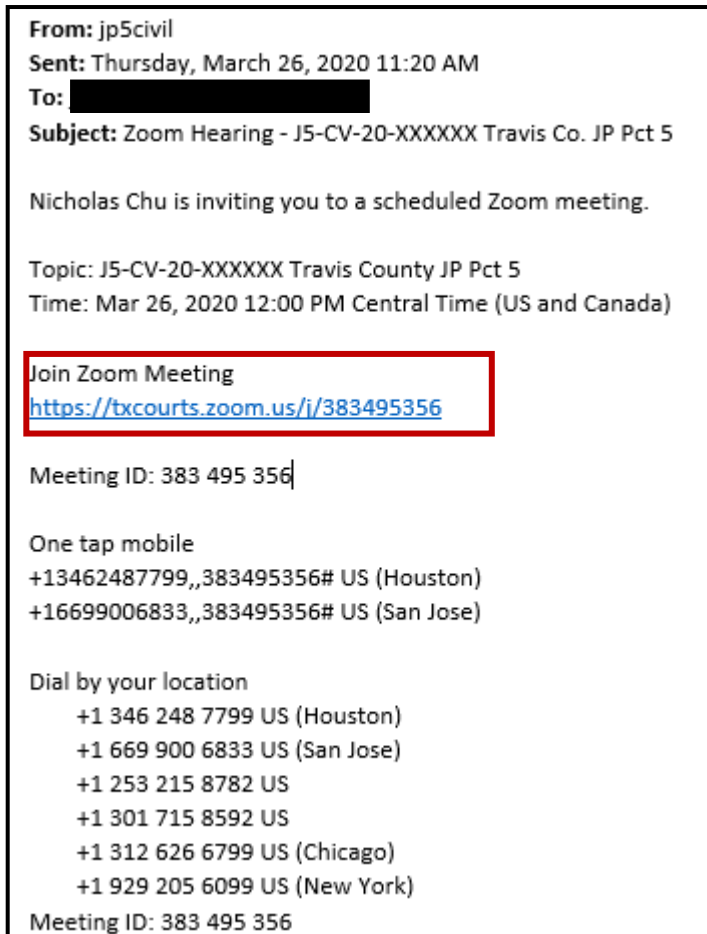 From: jp5civil
Sent: Thursday, March 26, 2020 11:20 AM
To:
Subject: Zoom Hearing - J5-CV-20-XXXXXX Travis Co. JP Pct 5
Nicholas Chu is inviting you to a scheduled Zoom meeting.
Topic: J5-CV-20-XXXXXX Travis County JP Pct 5
Time: Mar 26, 2020 12:00 PM Central Time (US and Canada)
Join Zoom Meeting
https://txcourts.zoom.us/j/383495356
Meeting ID: 383 495 356
One tap mobile
+13462487799,,383495356# US (Houston)
+16699006833,,383495356# US (San Jose)
Dial by your location
+1 346 248 7799 US (Houston)
+1 669 900 6833 US (San Jose)
+1 253 215 8782 US
+1 301 715 8592 US
+1 312 626 6799 US (Chicago)
+1 929 205 6099 US (New York)
Meeting ID: 383 495 356